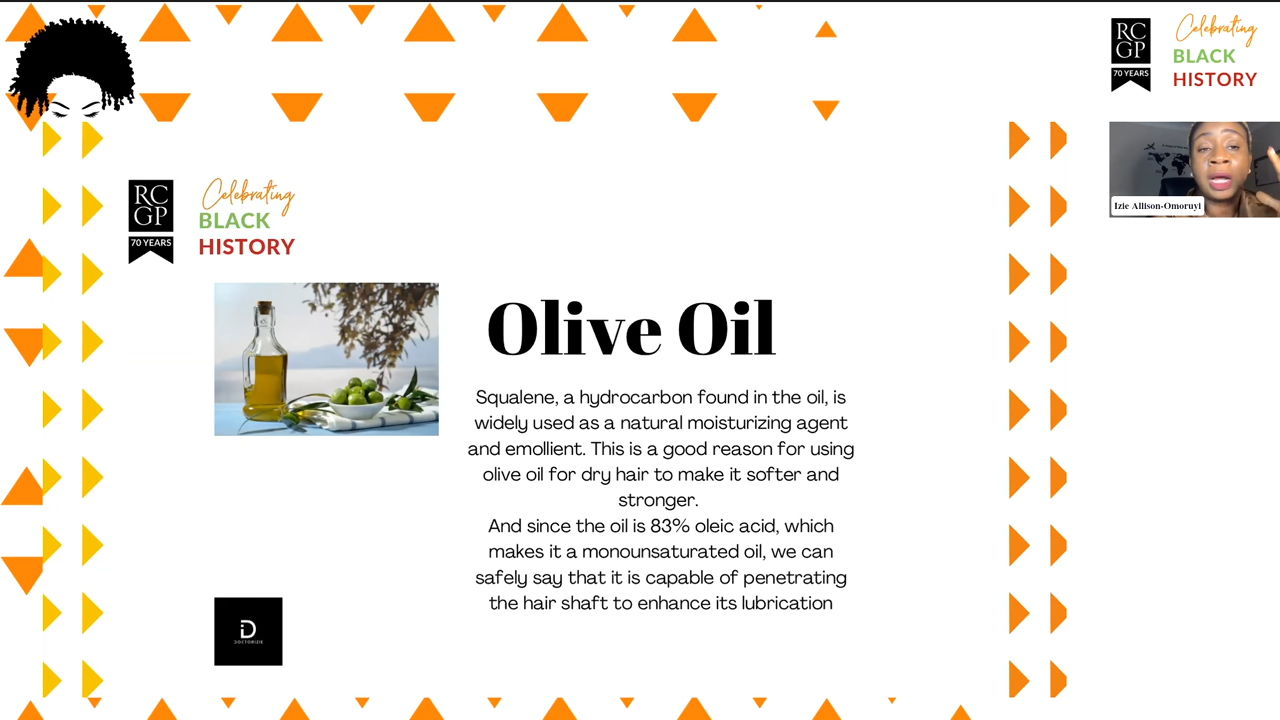 RC
GP
70 YEARS
Celebrating
BLACK
HISTORY
Izie Allison-Omoruyi
RC
GP
70 YEARS
Celebrating
BLACK
HISTORY
Olive Oil
Squalene, a hydrocarbon found in the oil, is
widely used as a natural moisturizing agent
and emollient. This is a good reason for using
olive oil for dry hair to make it softer and
stronger.
And since the oil is 83% oleic acid, which
makes it a monounsaturated oil, we can
safely say that it is capable of penetrating
the hair shaft to enhance its lubrication
iD
DOCTORIZIE